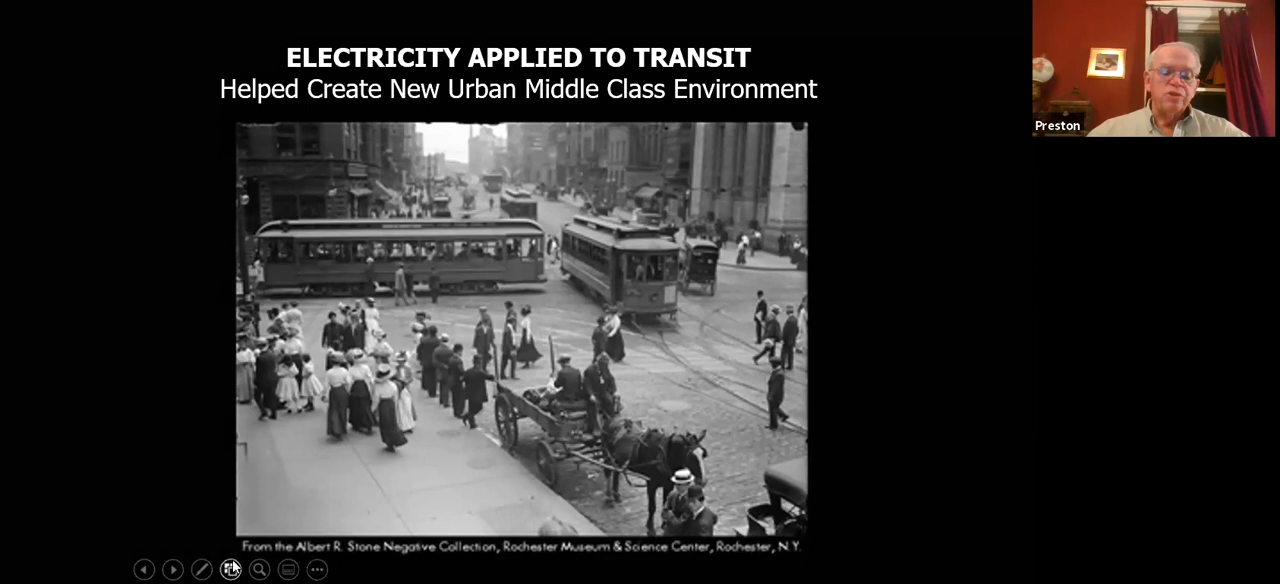 ELECTRICITY APPLIED TO TRANSIT
Helped Create New Urban Middle Class Environment
Preston
From the Albert R. Stone Negative Collection, Rochester Museum & Science Center, Rochester, N.Y.